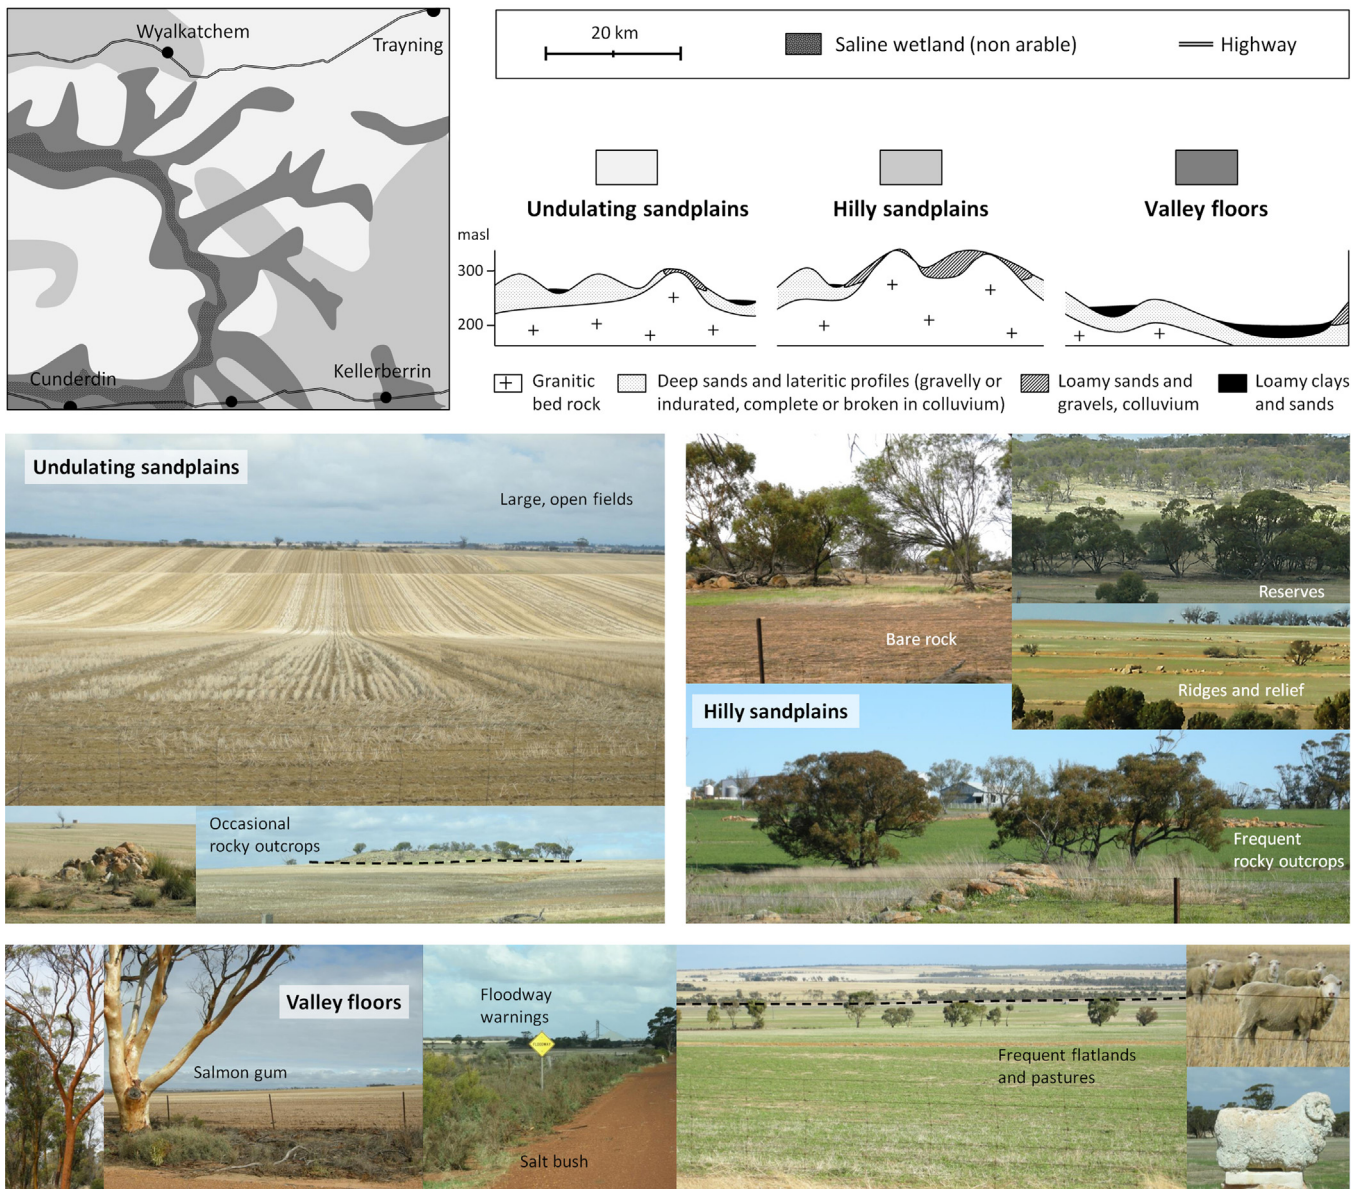 Wyalkatchem
Trayning
Cunderdin
Kellerberrin
20 km
Saline wetland (non arable)
Highway
Undulating sandplains
Hilly sandplains
Valley floors
masl
300
200
Granitic
bed rock
Deep sands and lateritic profiles (gravelly or
indurated, complete or broken in colluvium)
Loamy sands and
gravels, colluvium
Loamy clays
and sands
Undulating sandplains
Large, open fields
Occasional
rocky outcrops
Bare rock
Reserves
Ridges and relief
Hilly sandplains
Frequent
rocky outcrops
Valley floors
Salmon gum
Floodway
warnings
FLOODWAY
Salt bush
Frequent flatlands
and pastures